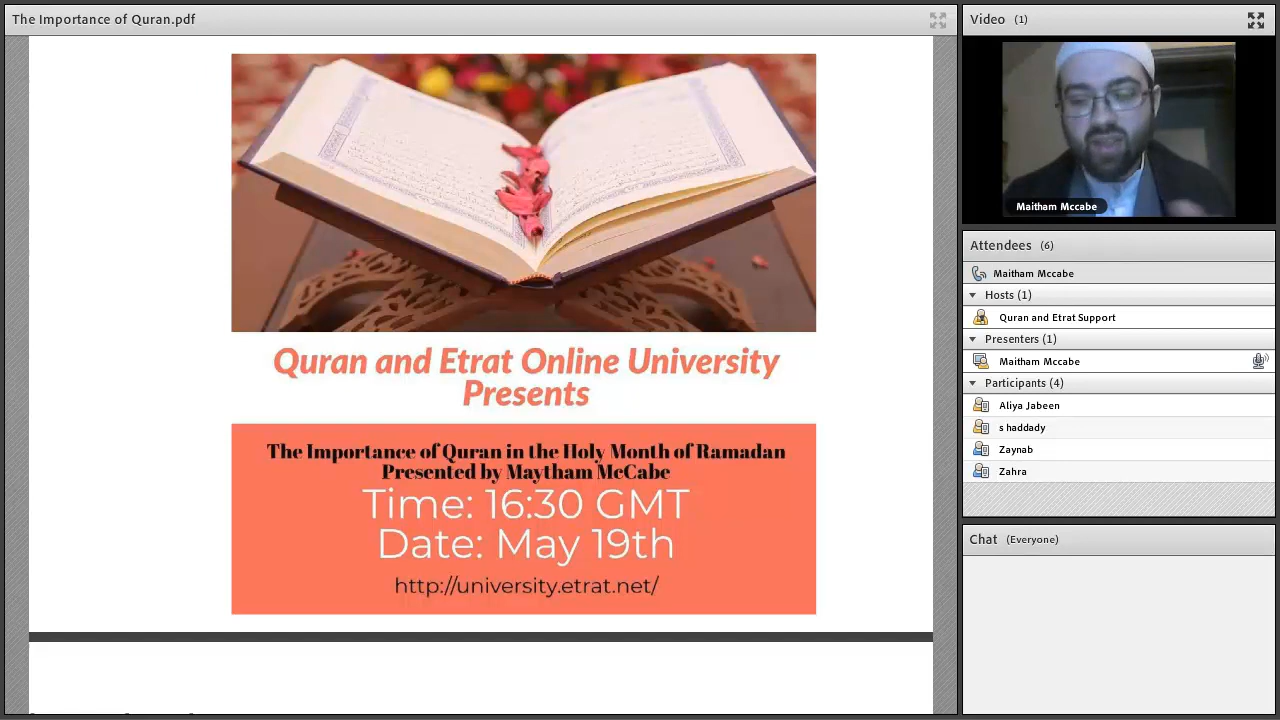 The Importance of Quran.pdf
Quran and Etrat Online University
Presents
The Importance of Quran in the Holy Month of Ramadan
Presented by Maytham McCabe
Time: 16:30 GMT
Date: May 19th
http://university.etrat.net/
Video (1)
Maitham Mccabe
Attendees (6)
Maitham Mccabe
Hosts (1)
Quran and Etrat Support
Presenters (1)
Maitham Mccabe
Participants (4)
Aliya Jabeen
s haddady
Zaynab
Zahra
Chat (Everyone)